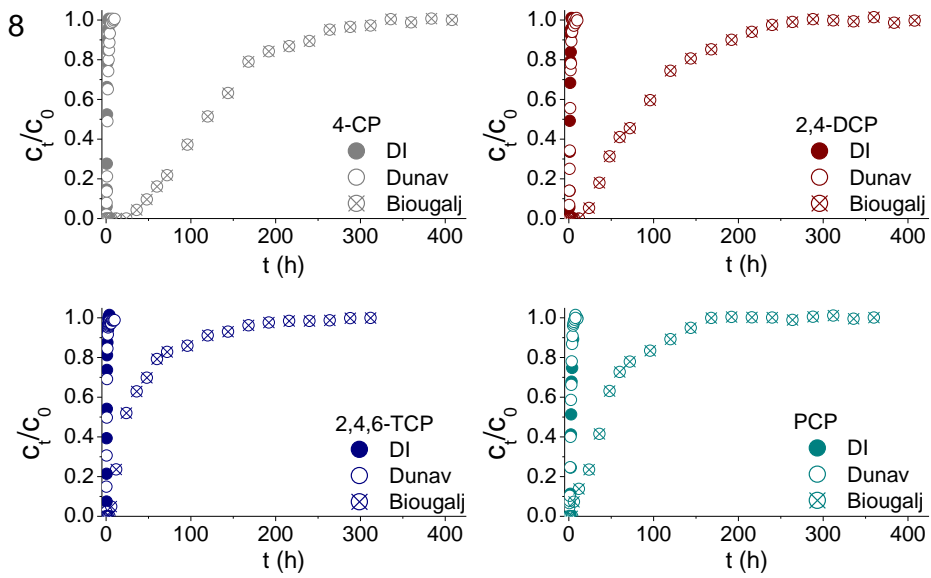 8
1.0
0.8
0.6
0.4
0.2
0.0
c_t/c_0
4-CP
DI
Dunav
Biougalj
0 100 200 300 400
t (h)
1.0
0.8
0.6
0.4
0.2
0.0
c_t/c_0
2,4-DCP
DI
Dunav
Biougalj
0 100 200 300 400
t (h)
1.0
0.8
0.6
0.4
0.2
0.0
c_t/c_0
2,4,6-TCP
DI
Dunav
Biougalj
0 100 200 300 400
t (h)
1.0
0.8
0.6
0.4
0.2
0.0
c_t/c_0
PCP
DI
Dunav
Biougalj
0 100 200 300 400
t (h)